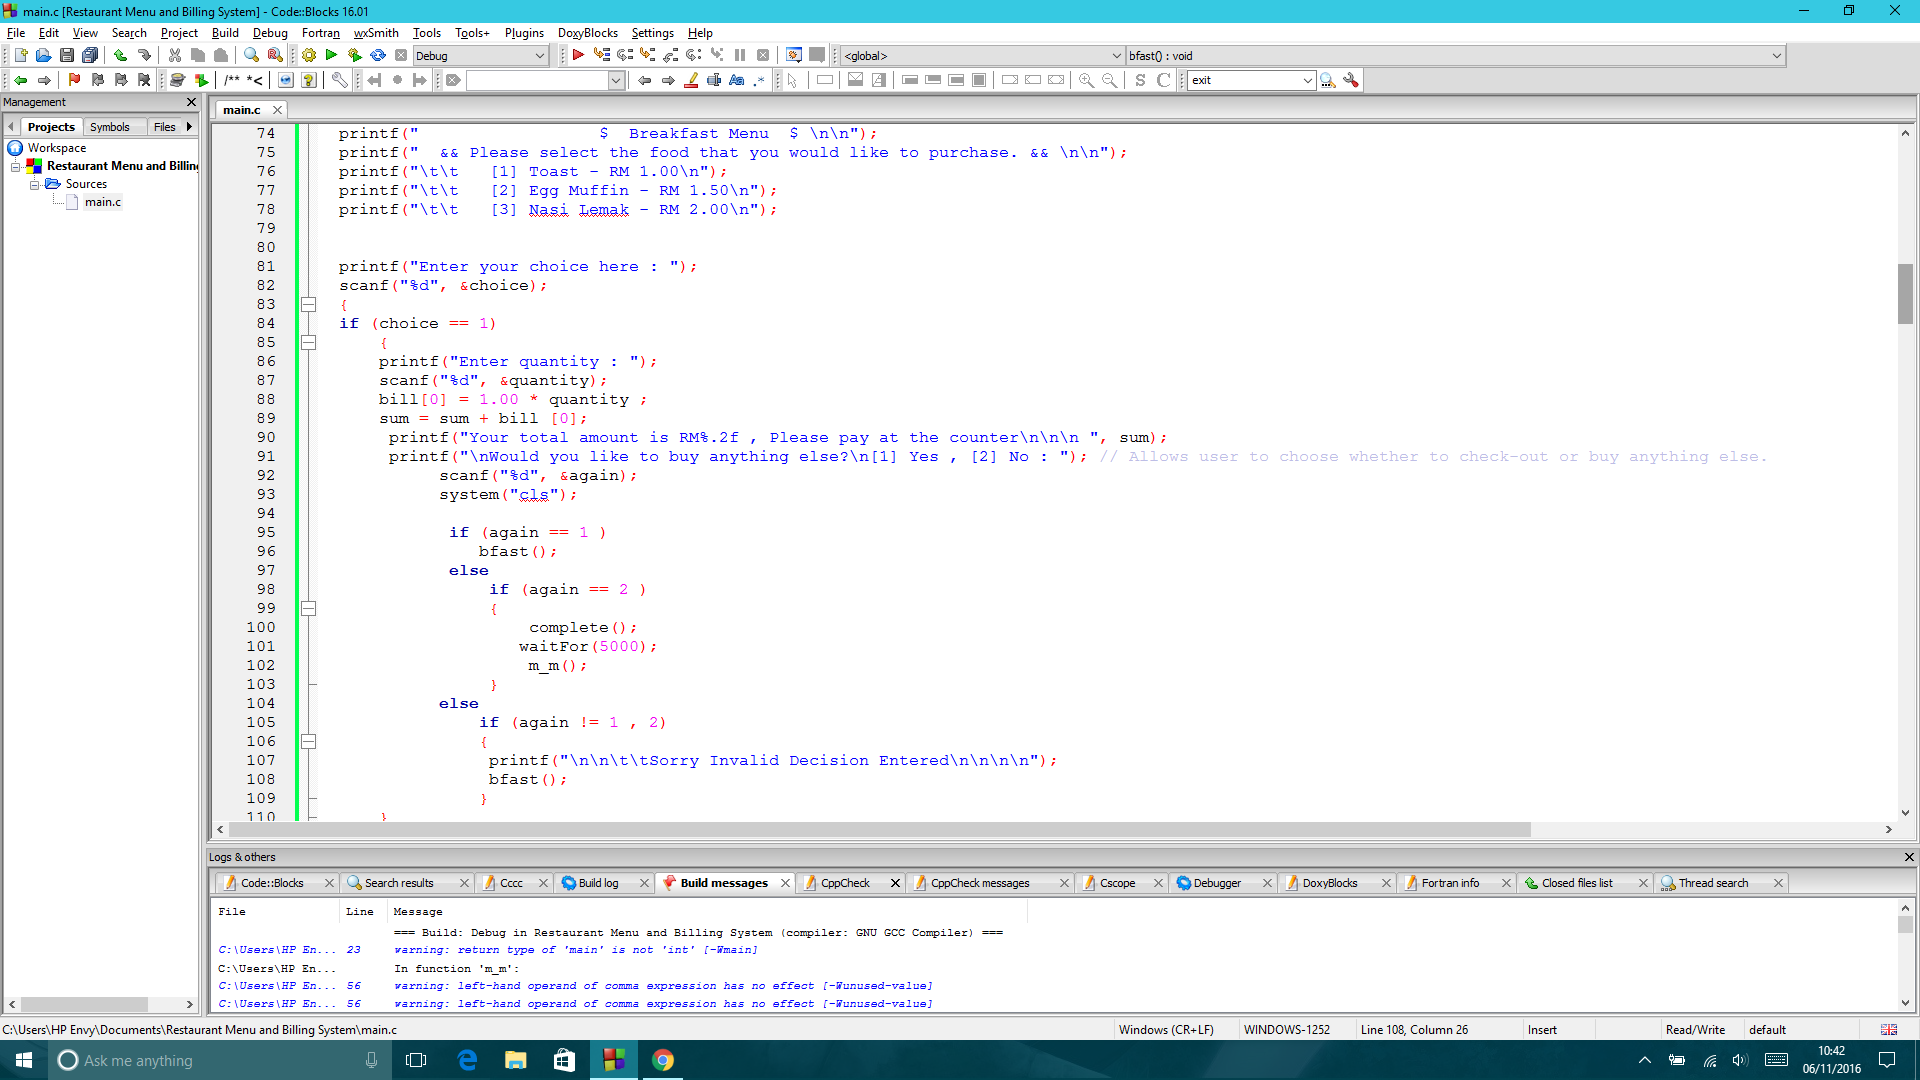 main.c [Restaurant Menu and Billing System] - Code::Blocks 16.01
File Edit View Search Project Build Debug Fortran wxSmith Tools Tools+ Plugins DoxyBlocks Settings Help
Debug <global> bfast() : void
/** *< Aa .* S C exit
Management
main.c
Projects Symbols Files
Workspace
Restaurant Menu and Billin
Sources
main.c
74 printf("                  $  Breakfast Menu  $ \n\n");
75 printf("  && Please select the food that you would like to purchase. && \n\n");
76 printf("\t\t   [1] Toast - RM 1.00\n");
77 printf("\t\t   [2] Egg Muffin - RM 1.50\n");
78 printf("\t\t   [3] Nasi Lemak - RM 2.00\n");
79
80
81 printf("Enter your choice here : ");
82 scanf("%d", &choice);
83 {
84 if (choice == 1)
85 {
86 printf("Enter quantity : ");
87 scanf("%d", &quantity);
88 bill[0] = 1.00 * quantity ;
89 sum = sum + bill [0];
90 printf("Your total amount is RM%.2f , Please pay at the counter\n\n\n ", sum);
91 printf("\nWould you like to buy anything else?\n[1] Yes , [2] No : "); // Allows user to choose whether to check-out or buy anything else.
92 scanf("%d", &again);
93 system("cls");
94
95 if (again == 1 )
96 bfast();
97 else
98 if (again == 2 )
99 {
100 complete();
101 waitFor(5000);
102 m_m();
103 }
104 else
105 if (again != 1 , 2)
106 {
107 printf("\n\n\t\tSorry Invalid Decision Entered\n\n\n\n");
108 bfast();
109 }
110 }
Logs & others
Code::Blocks Search results Cccc Build log Build messages CppCheck CppCheck messages Cscope Debugger DoxyBlocks Fortran info Closed files list Thread search
File Line Message
=== Build: Debug in Restaurant Menu and Billing System (compiler: GNU GCC Compiler) ===
C:\Users\HP En... 23 warning: return type of 'main' is not 'int' [-Wmain]
C:\Users\HP En... In function 'm_m':
C:\Users\HP En... 56 warning: left-hand operand of comma expression has no effect [-Wunused-value]
C:\Users\HP En... 56 warning: left-hand operand of comma expression has no effect [-Wunused-value]
C:\Users\HP Envy\Documents\Restaurant Menu and Billing System\main.c Windows (CR+LF) WINDOWS-1252 Line 108, Column 26 Insert Read/Write default
Ask me anything
10:42
06/11/2016